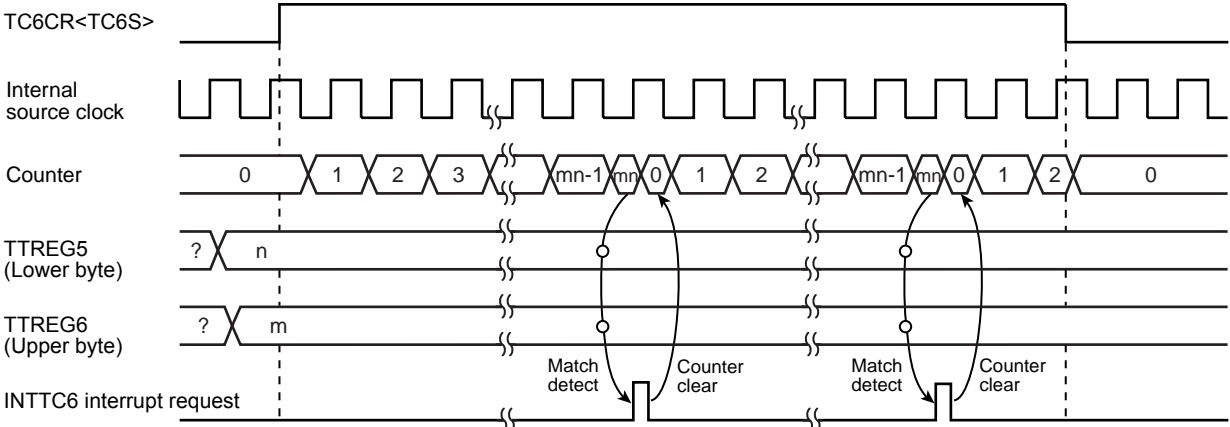 TC6CR<TC6S>
Internal
source clock
Counter
0 1 2 3 mn-1 mn 0 1 2 mn-1 mn 0 1 2 0
TTREG5
(Lower byte)
? n
TTREG6
(Upper byte)
? m
Match
detect
Counter
clear
Match
detect
Counter
clear
INTTC6 interrupt request